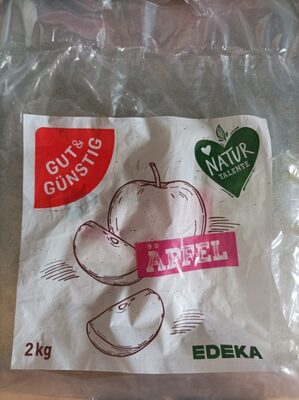 GUT&
GÜNSTIG
NATUR
TALENTE
ÄPFEL
2 kg
EDEKA